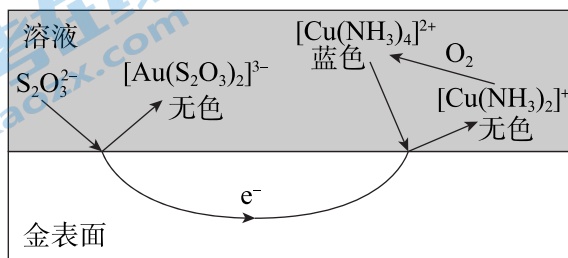 溶液
S₂O₃²⁻
[Au(S₂O₃)₂]³⁻
无色
[Cu(NH₃)₄]²⁺
蓝色
O₂
[Cu(NH₃)₂]⁺
无色
e⁻
金表面